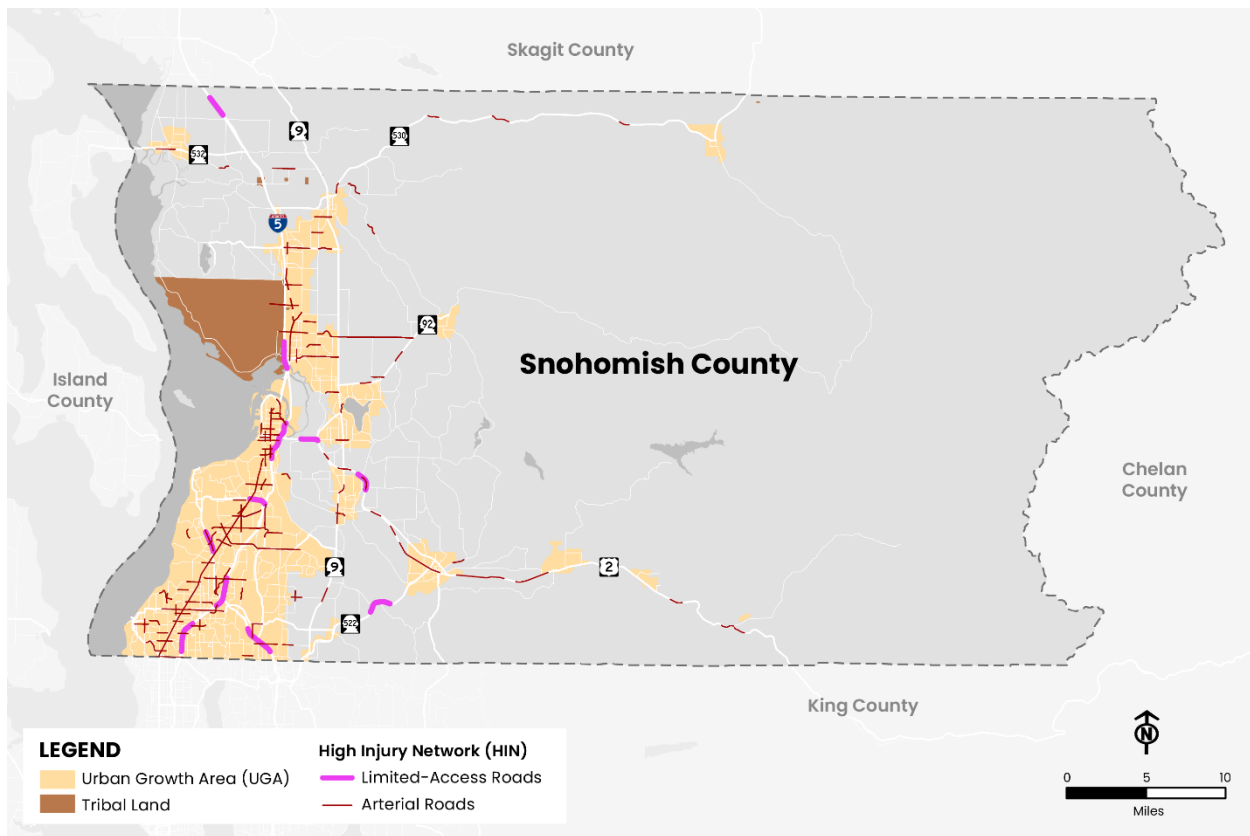 Skagit County
9
530
532
INTERSTATE
5
92
Snohomish County
Island
County
Chelan
County
9
2
522
King County
LEGEND
Urban Growth Area (UGA)
Tribal Land
High Injury Network (HIN)
Limited-Access Roads
Arterial Roads
N
0 5 10
Miles